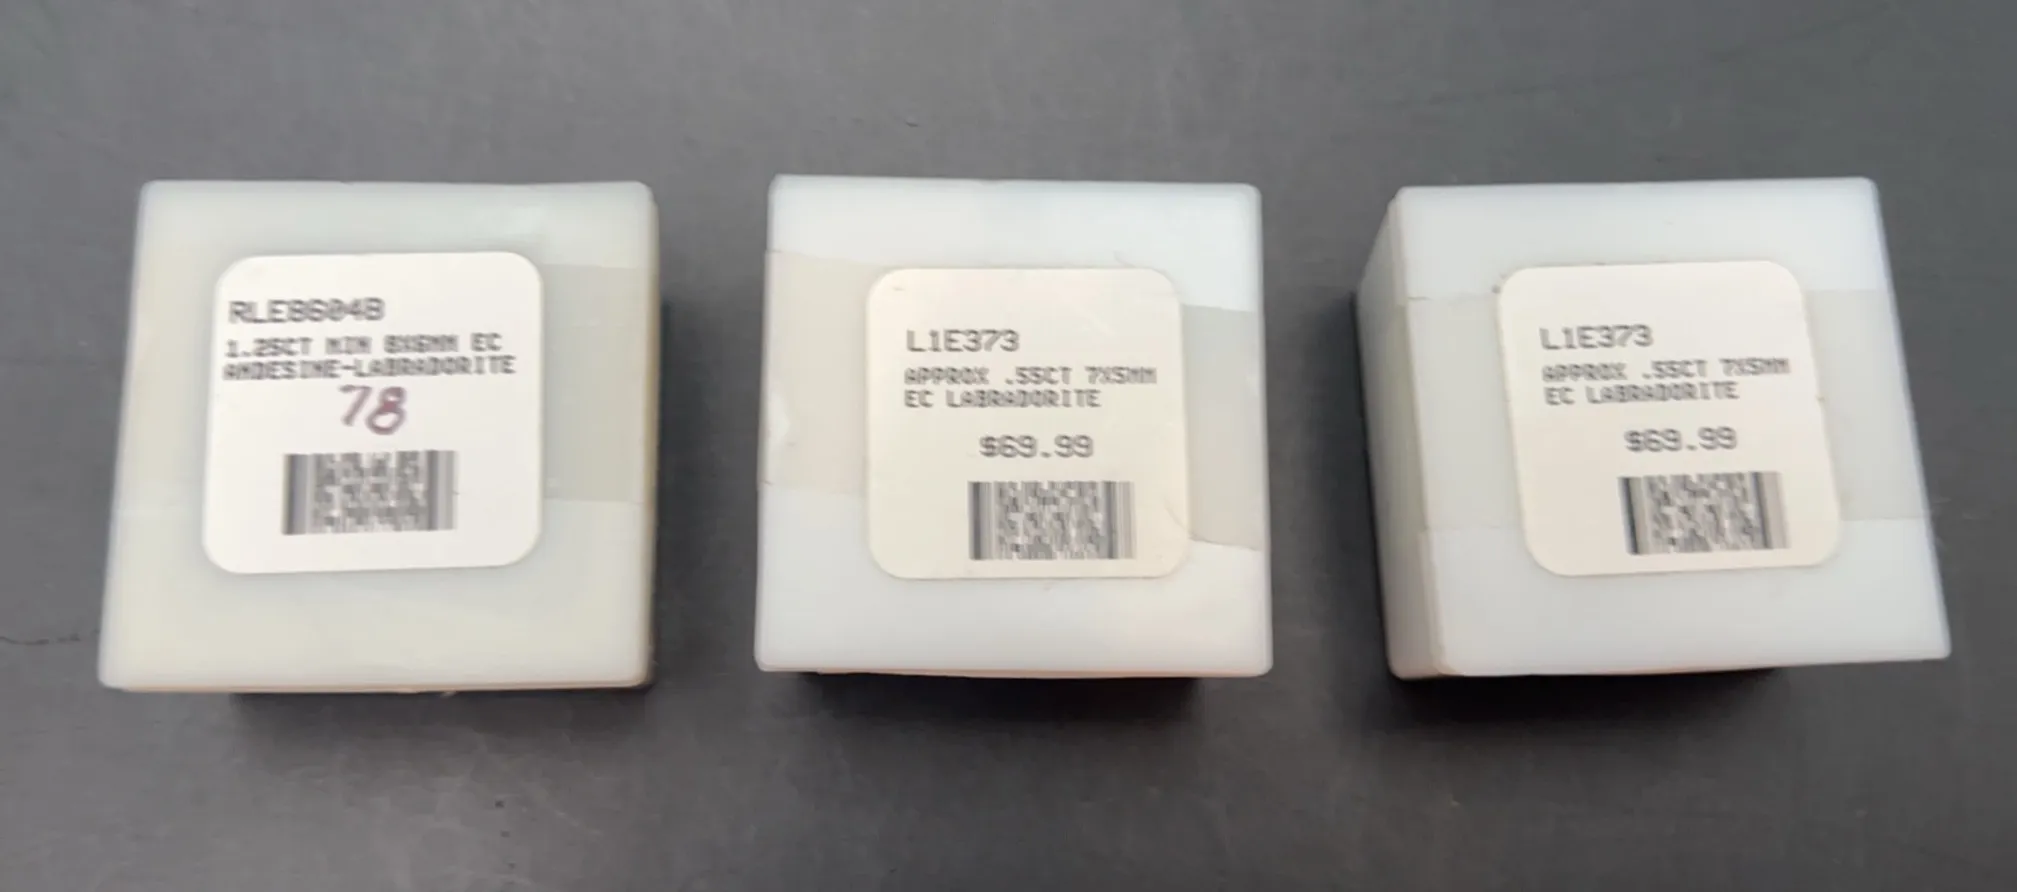 RLE8604B
1.25CT MIN 8X6MM EC
ANDESINE-LABRADORITE
78
L1E373
APPROX .55CT 7X5MM
EC LABRADORITE
$69.99
L1E373
APPROX .55CT 7X5MM
EC LABRADORITE
$69.99